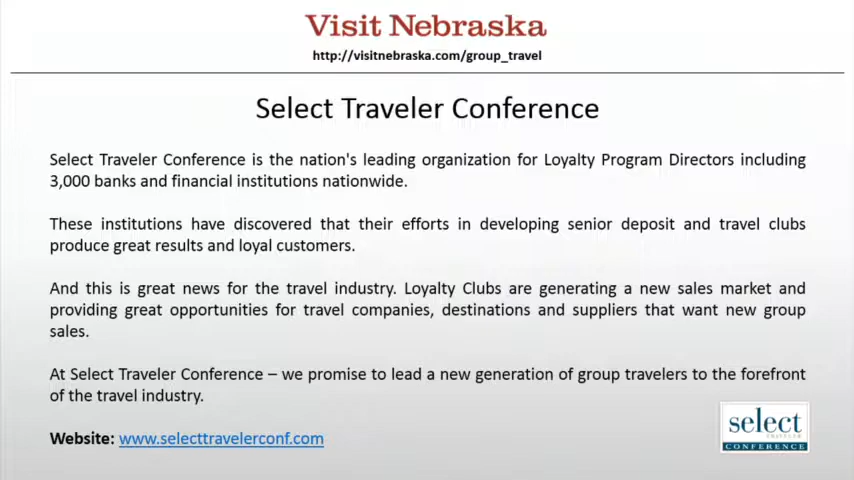 Visit Nebraska
http://visitnebraska.com/group_travel
Select Traveler Conference
Select Traveler Conference is the nation's leading organization for Loyalty Program Directors including
3,000 banks and financial institutions nationwide.
These institutions have discovered that their efforts in developing senior deposit and travel clubs
produce great results and loyal customers.
And this is great news for the travel industry. Loyalty Clubs are generating a new sales market and
providing great opportunities for travel companies, destinations and suppliers that want new group
sales.
At Select Traveler Conference – we promise to lead a new generation of group travelers to the forefront
of the travel industry.
Website: www.selecttravelerconf.com
select
TRAVELER
CONFERENCE